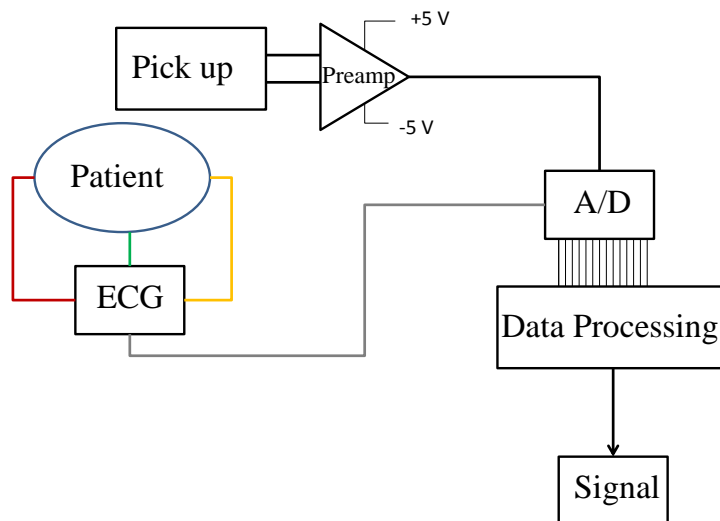 +5 V
Pick up
Preamp
-5 V
Patient
A/D
ECG
Data Processing
Signal